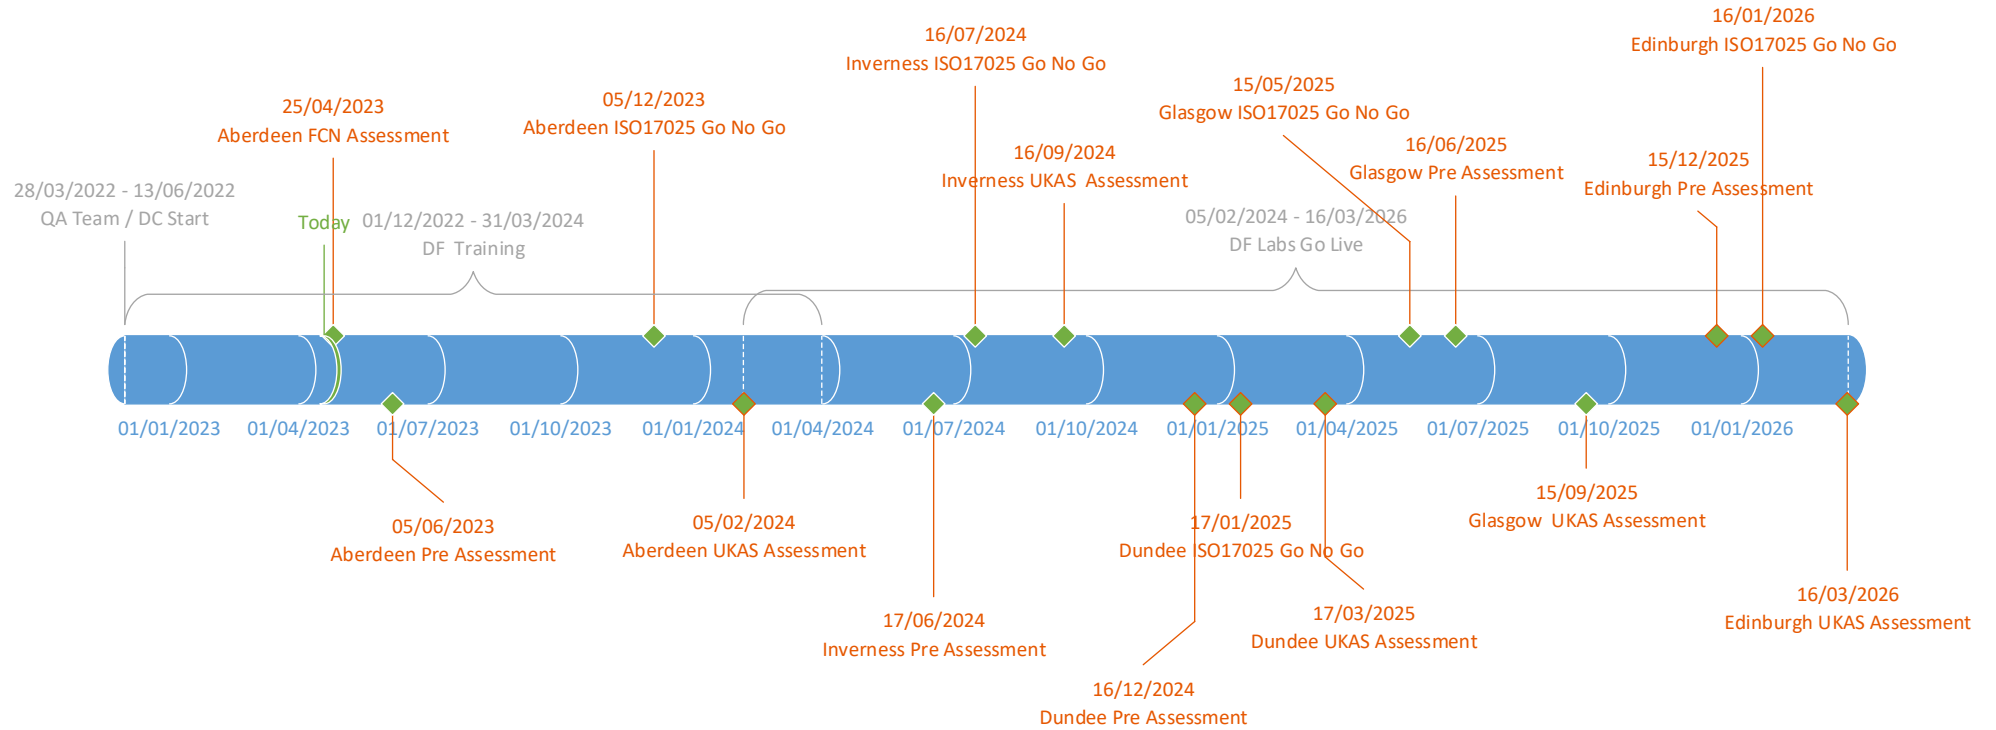 16/01/2026
Edinburgh ISO17025 Go No Go
16/07/2024
Inverness ISO17025 Go No Go
15/05/2025
Glasgow ISO17025 Go No Go
25/04/2023
Aberdeen FCN Assessment
05/12/2023
Aberdeen ISO17025 Go No Go
16/09/2024
Inverness UKAS  Assessment
16/06/2025
Glasgow Pre Assessment
15/12/2025
Edinburgh Pre Assessment
28/03/2022 - 13/06/2022
QA Team / DC Start
Today
01/12/2022 - 31/03/2024
DF  Training
05/02/2024 - 16/03/2026
DF Labs Go Live
01/01/2023
01/04/2023
01/07/2023
01/10/2023
01/01/2024
01/04/2024
01/07/2024
01/10/2024
01/01/2025
01/04/2025
01/07/2025
01/10/2025
01/01/2026
05/06/2023
Aberdeen Pre Assessment
05/02/2024
Aberdeen UKAS Assessment
17/01/2025
Dundee ISO17025 Go No Go
15/09/2025
Glasgow  UKAS Assessment
17/06/2024
Inverness Pre Assessment
17/03/2025
Dundee UKAS Assessment
16/03/2026
Edinburgh UKAS Assessment
16/12/2024
Dundee Pre Assessment